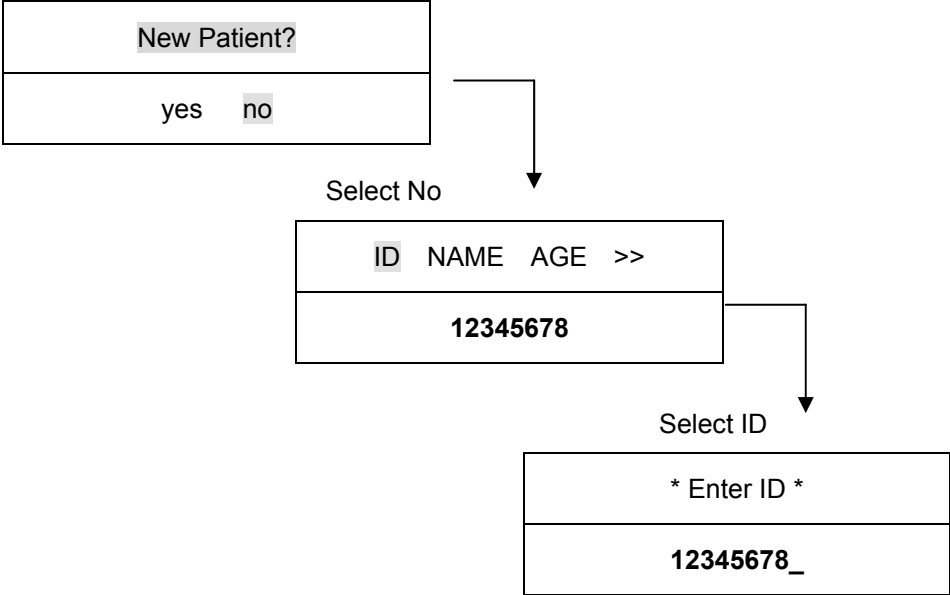 New Patient?
yes no
Select No
ID NAME AGE >>
12345678
Select ID
* Enter ID *
12345678_